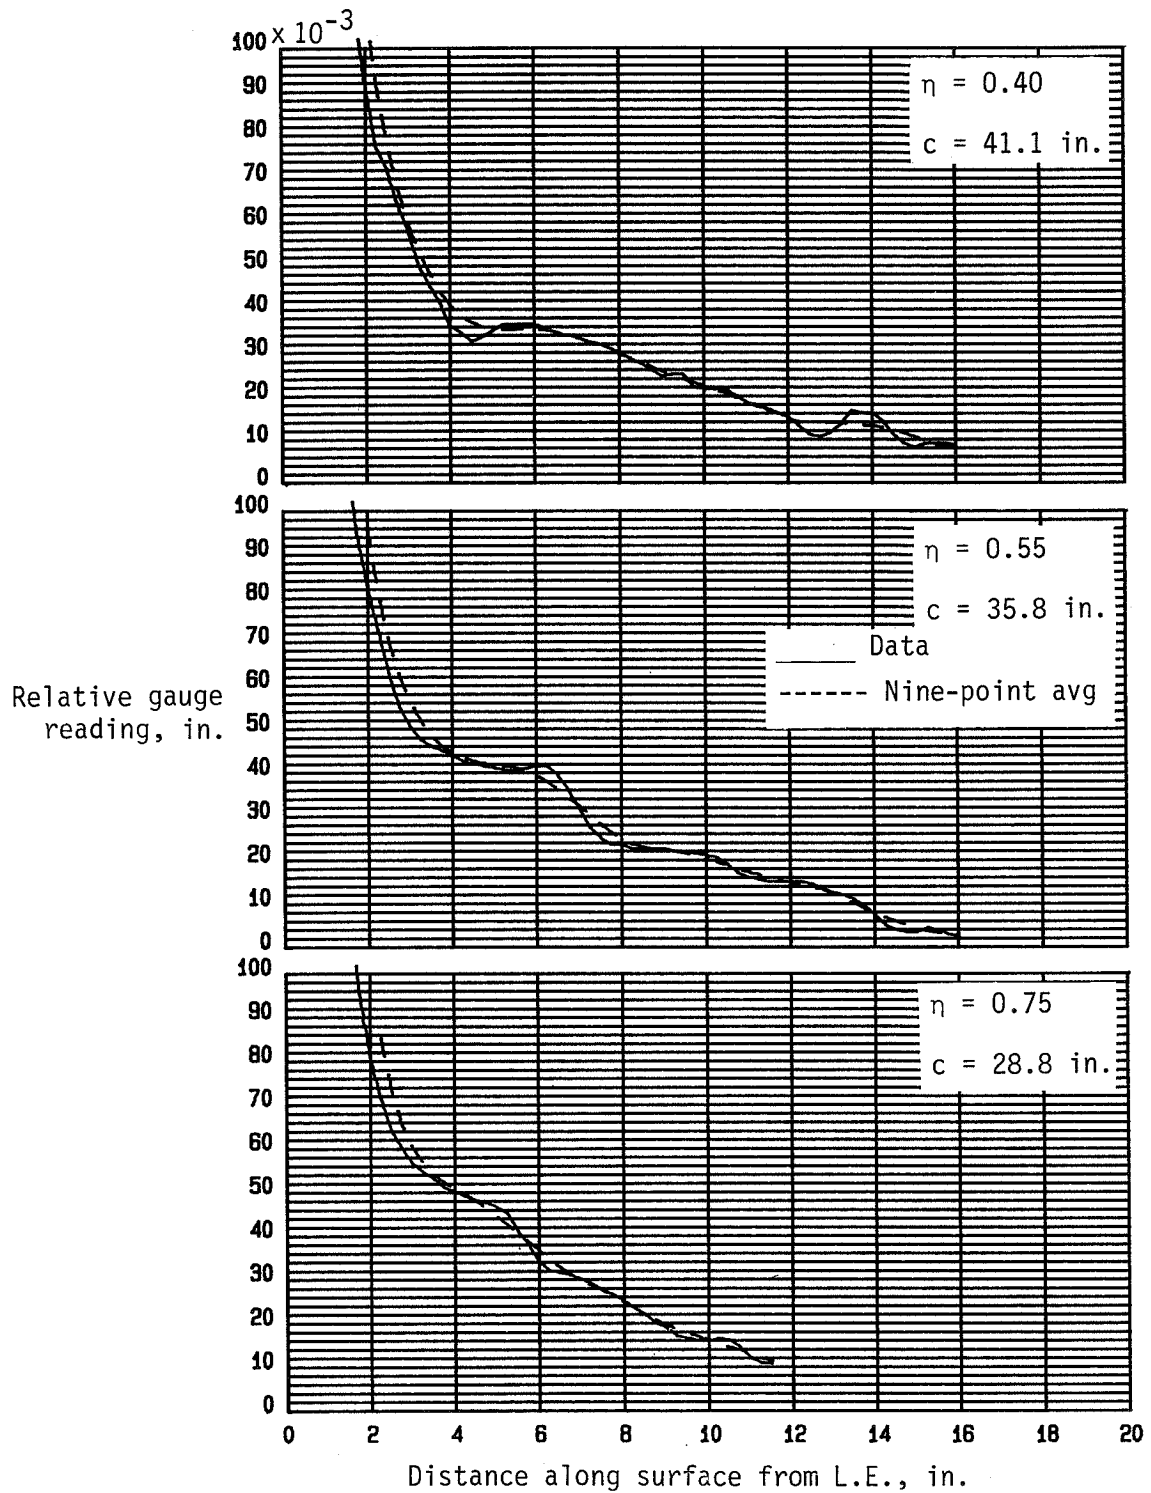 100 x 10-3
90
80
70
60
50
40
30
20
10
0
η = 0.40
c = 41.1 in.
100
90
80
70
60
50
40
30
20
10
0
η = 0.55
c = 35.8 in.
Data
Nine-point avg
Relative gauge
reading, in.
100
90
80
70
60
50
40
30
20
10
0
η = 0.75
c = 28.8 in.
0 2 4 6 8 10 12 14 16 18 20
Distance along surface from L.E., in.